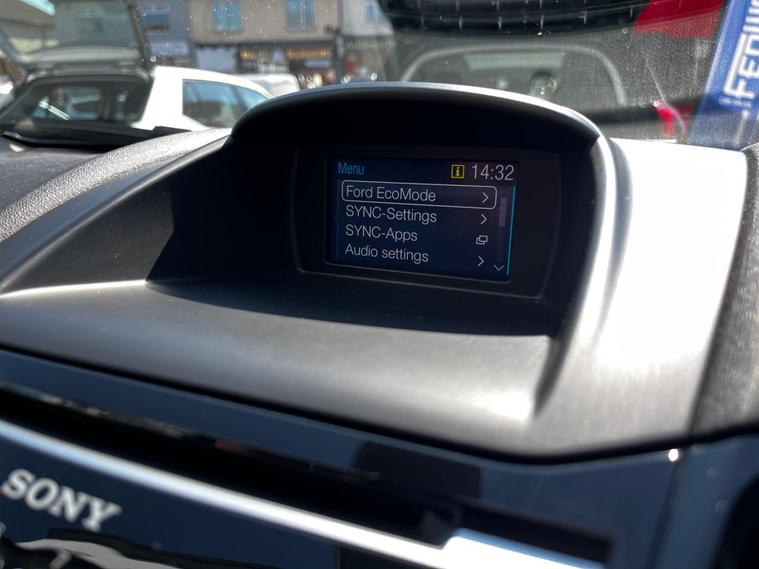 Menu
i 14:32
Ford EcoMode
SYNC-Settings
SYNC-Apps
Audio settings
SONY